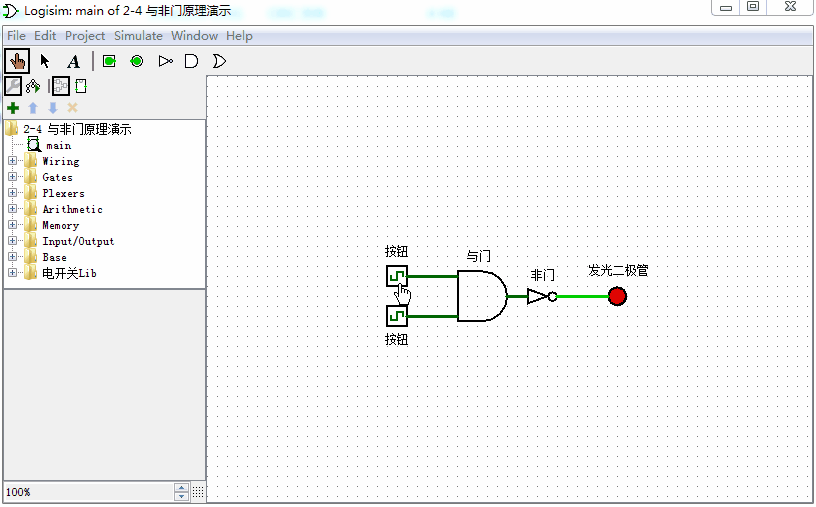 Logisim: main of 2-4 与非门原理演示
File Edit Project Simulate Window Help
A
2-4 与非门原理演示
main
Wiring
Gates
Plexers
Arithmetic
Memory
Input/Output
Base
电开关Lib
按钮
与门
非门
发光二极管
按钮
100%